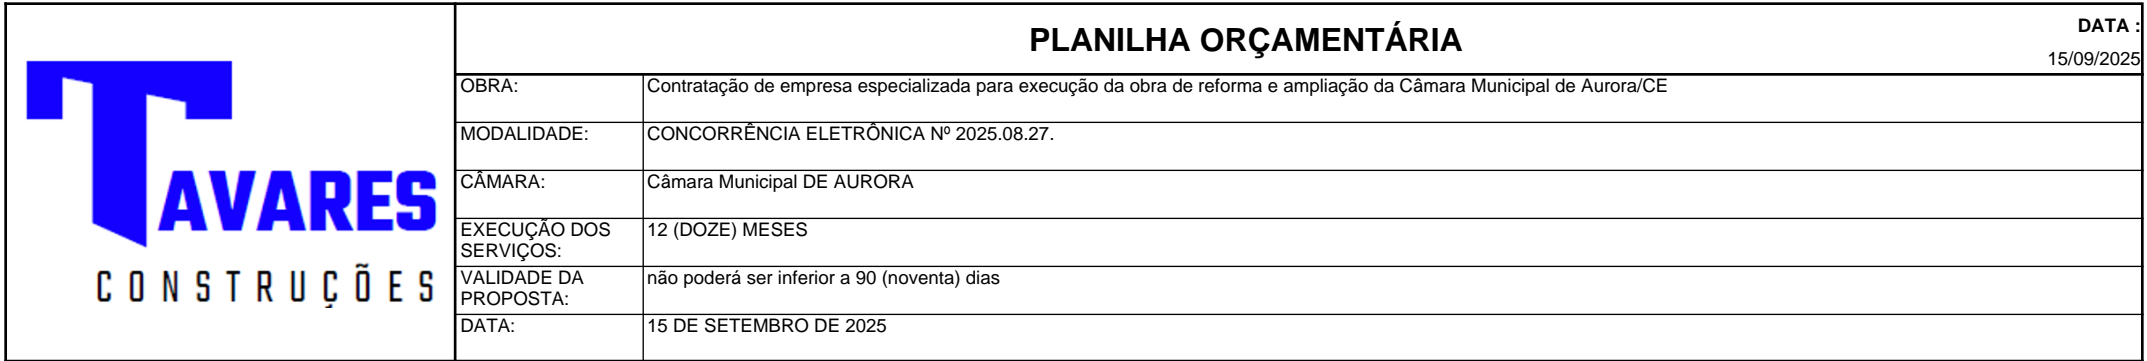 TAVARES
CONSTRUÇÕES
PLANILHA ORÇAMENTÁRIA
DATA :
15/09/2025
OBRA: Contratação de empresa especializada para execução da obra de reforma e ampliação da Câmara Municipal de Aurora/CE
MODALIDADE: CONCORRÊNCIA ELETRÔNICA Nº 2025.08.27.
CÂMARA: Câmara Municipal DE AURORA
EXECUÇÃO DOS SERVIÇOS: 12 (DOZE) MESES
VALIDADE DA PROPOSTA: não poderá ser inferior a 90 (noventa) dias
DATA: 15 DE SETEMBRO DE 2025